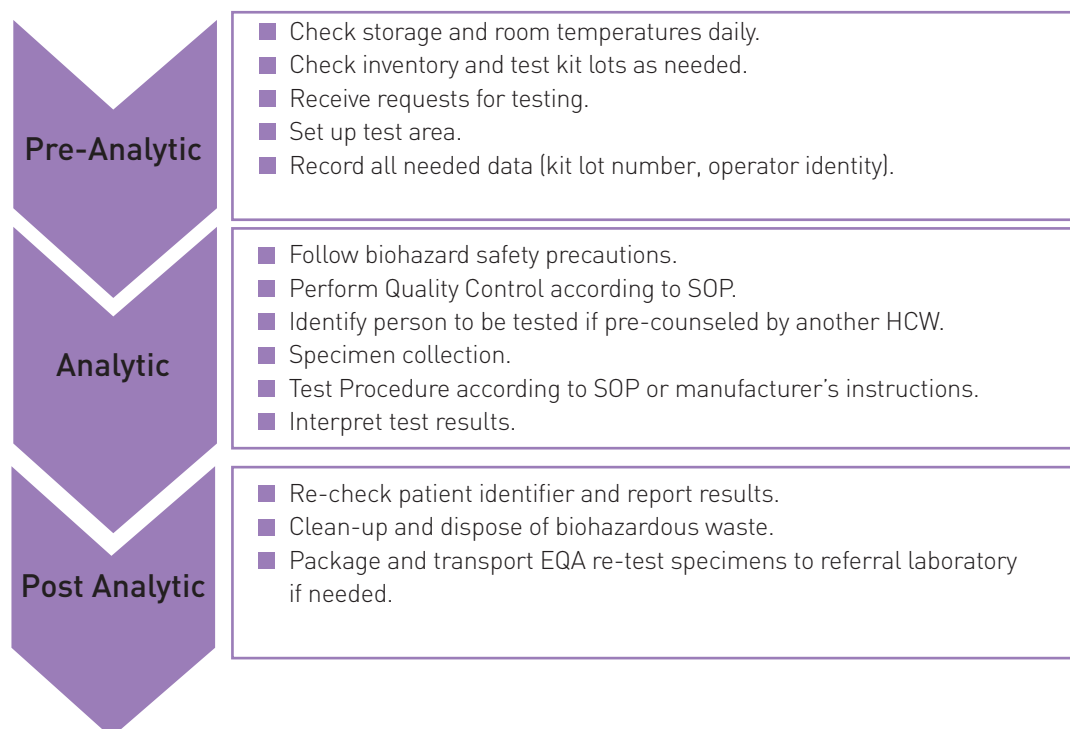 Pre-Analytic
Check storage and room temperatures daily.
Check inventory and test kit lots as needed.
Receive requests for testing.
Set up test area.
Record all needed data (kit lot number, operator identity).
Analytic
Follow biohazard safety precautions.
Perform Quality Control according to SOP.
Identify person to be tested if pre-counseled by another HCW.
Specimen collection.
Test Procedure according to SOP or manufacturer’s instructions.
Interpret test results.
Post Analytic
Re-check patient identifier and report results.
Clean-up and dispose of biohazardous waste.
Package and transport EQA re-test specimens to referral laboratory
if needed.